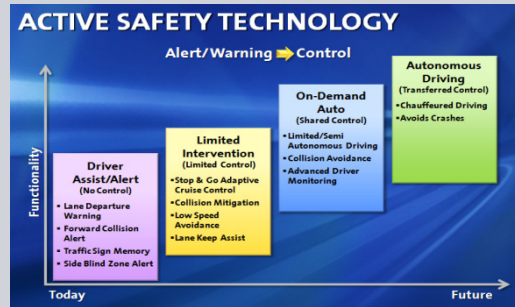 ACTIVE SAFETY TECHNOLOGY
Alert/Warning Control
Functionality
Driver
Assist/Alert
(No Control)
• Lane Departure
Warning
• Forward Collision
Alert
• Traffic Sign Memory
• Side Blind Zone Alert
Limited
Intervention
(Limited Control)
• Stop & Go Adaptive
Cruise Control
• Collision Mitigation
• Low Speed
Avoidance
• Lane Keep Assist
On-Demand
Auto
(Shared Control)
• Limited/Semi
Autonomous Driving
• Collision Avoidance
• Advanced Driver
Monitoring
Autonomous
Driving
(Transferred Control)
• Chauffeured Driving
• Avoids Crashes
Today
Future